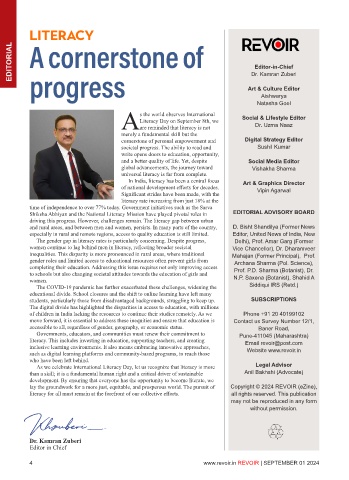 EDITORIAL
LITERACY
A cornerstone of
progress
As the world observes International
Literacy Day on September 8th, we
are reminded that literacy is not
merely a fundamental skill but the
cornerstone of personal empowerment and
societal progress. The ability to read and
write opens doors to education, opportunity,
and a better quality of life. Yet, despite
global advancements, the journey toward
universal literacy is far from complete.
In India, literacy has been a central focus
of national development efforts for decades.
Significant strides have been made, with the
literacy rate increasing from just 18% at the
time of independence to over 77% today. Government initiatives such as the Sarva
Shiksha Abhiyan and the National Literacy Mission have played pivotal roles in
driving this progress. However, challenges remain. The literacy gap between urban
and rural areas, and between men and women, persists. In many parts of the country,
especially in rural and remote regions, access to quality education is still limited.
The gender gap in literacy rates is particularly concerning. Despite progress,
women continue to lag behind men in literacy, reflecting broader societal
inequalities. This disparity is more pronounced in rural areas, where traditional
gender roles and limited access to educational resources often prevent girls from
completing their education. Addressing this issue requires not only improving access
to schools but also changing societal attitudes towards the education of girls and
women.
The COVID-19 pandemic has further exacerbated these challenges, widening the
educational divide. School closures and the shift to online learning have left many
students, particularly those from disadvantaged backgrounds, struggling to keep up.
The digital divide has highlighted the disparities in access to education, with millions
of children in India lacking the resources to continue their studies remotely. As we
move forward, it is essential to address these inequities and ensure that education is
accessible to all, regardless of gender, geography, or economic status.
Governments, educators, and communities must renew their commitment to
literacy. This includes investing in education, supporting teachers, and creating
inclusive learning environments. It also means embracing innovative approaches,
such as digital learning platforms and community-based programs, to reach those
who have been left behind.
As we celebrate International Literacy Day, let us recognize that literacy is more
than a skill; it is a fundamental human right and a critical driver of sustainable
development. By ensuring that everyone has the opportunity to become literate, we
lay the groundwork for a more just, equitable, and prosperous world. The pursuit of
literacy for all must remain at the forefront of our collective efforts.
Dr. Kamran Zuberi
Editor in Chief
REVOIR
Editor-in-Chief
Dr. Kamran Zuberi
Art & Culture Editor
Aishwarya
Natasha Goel
Social & Lifestyle Editor
Dr. Uzma Naaz
Digital Strategy Editor
Sushil Kumar
Social Media Editor
Vishakha Sharma
Art & Graphics Director
Vipin Agarwal
EDITORIAL ADVISORY BOARD
D. Bisht Shandilya (Former News
Editor, United News of India, New
Delhi), Prof. Amar Garg (Former
Vice Chancellor), Dr. Dharamveer
Mahajan (Former Principal), Prof
Archana Sharma (Pol. Science),
Prof. P.D. Sharma (Botanist), Dr.
N.P. Saxena (Botanist), Shahid A
Siddiqui IRS (Retd.)
SUBSCRIPTIONS
Phone +91 20 40199102
Contact us Survey Number 12/1,
Baner Road,
Pune-411045 (Maharashtra)
Email revoir@post.com
Website www.revoir.in
Legal Advisor
Anil Bakhshi (Advocate)
Copyright © 2024 REVOIR (eZine),
all rights reserved. This publication
may not be reproduced in any form
without permission.
4
www.revoir.in REVOIR | SEPTEMBER 01 2024